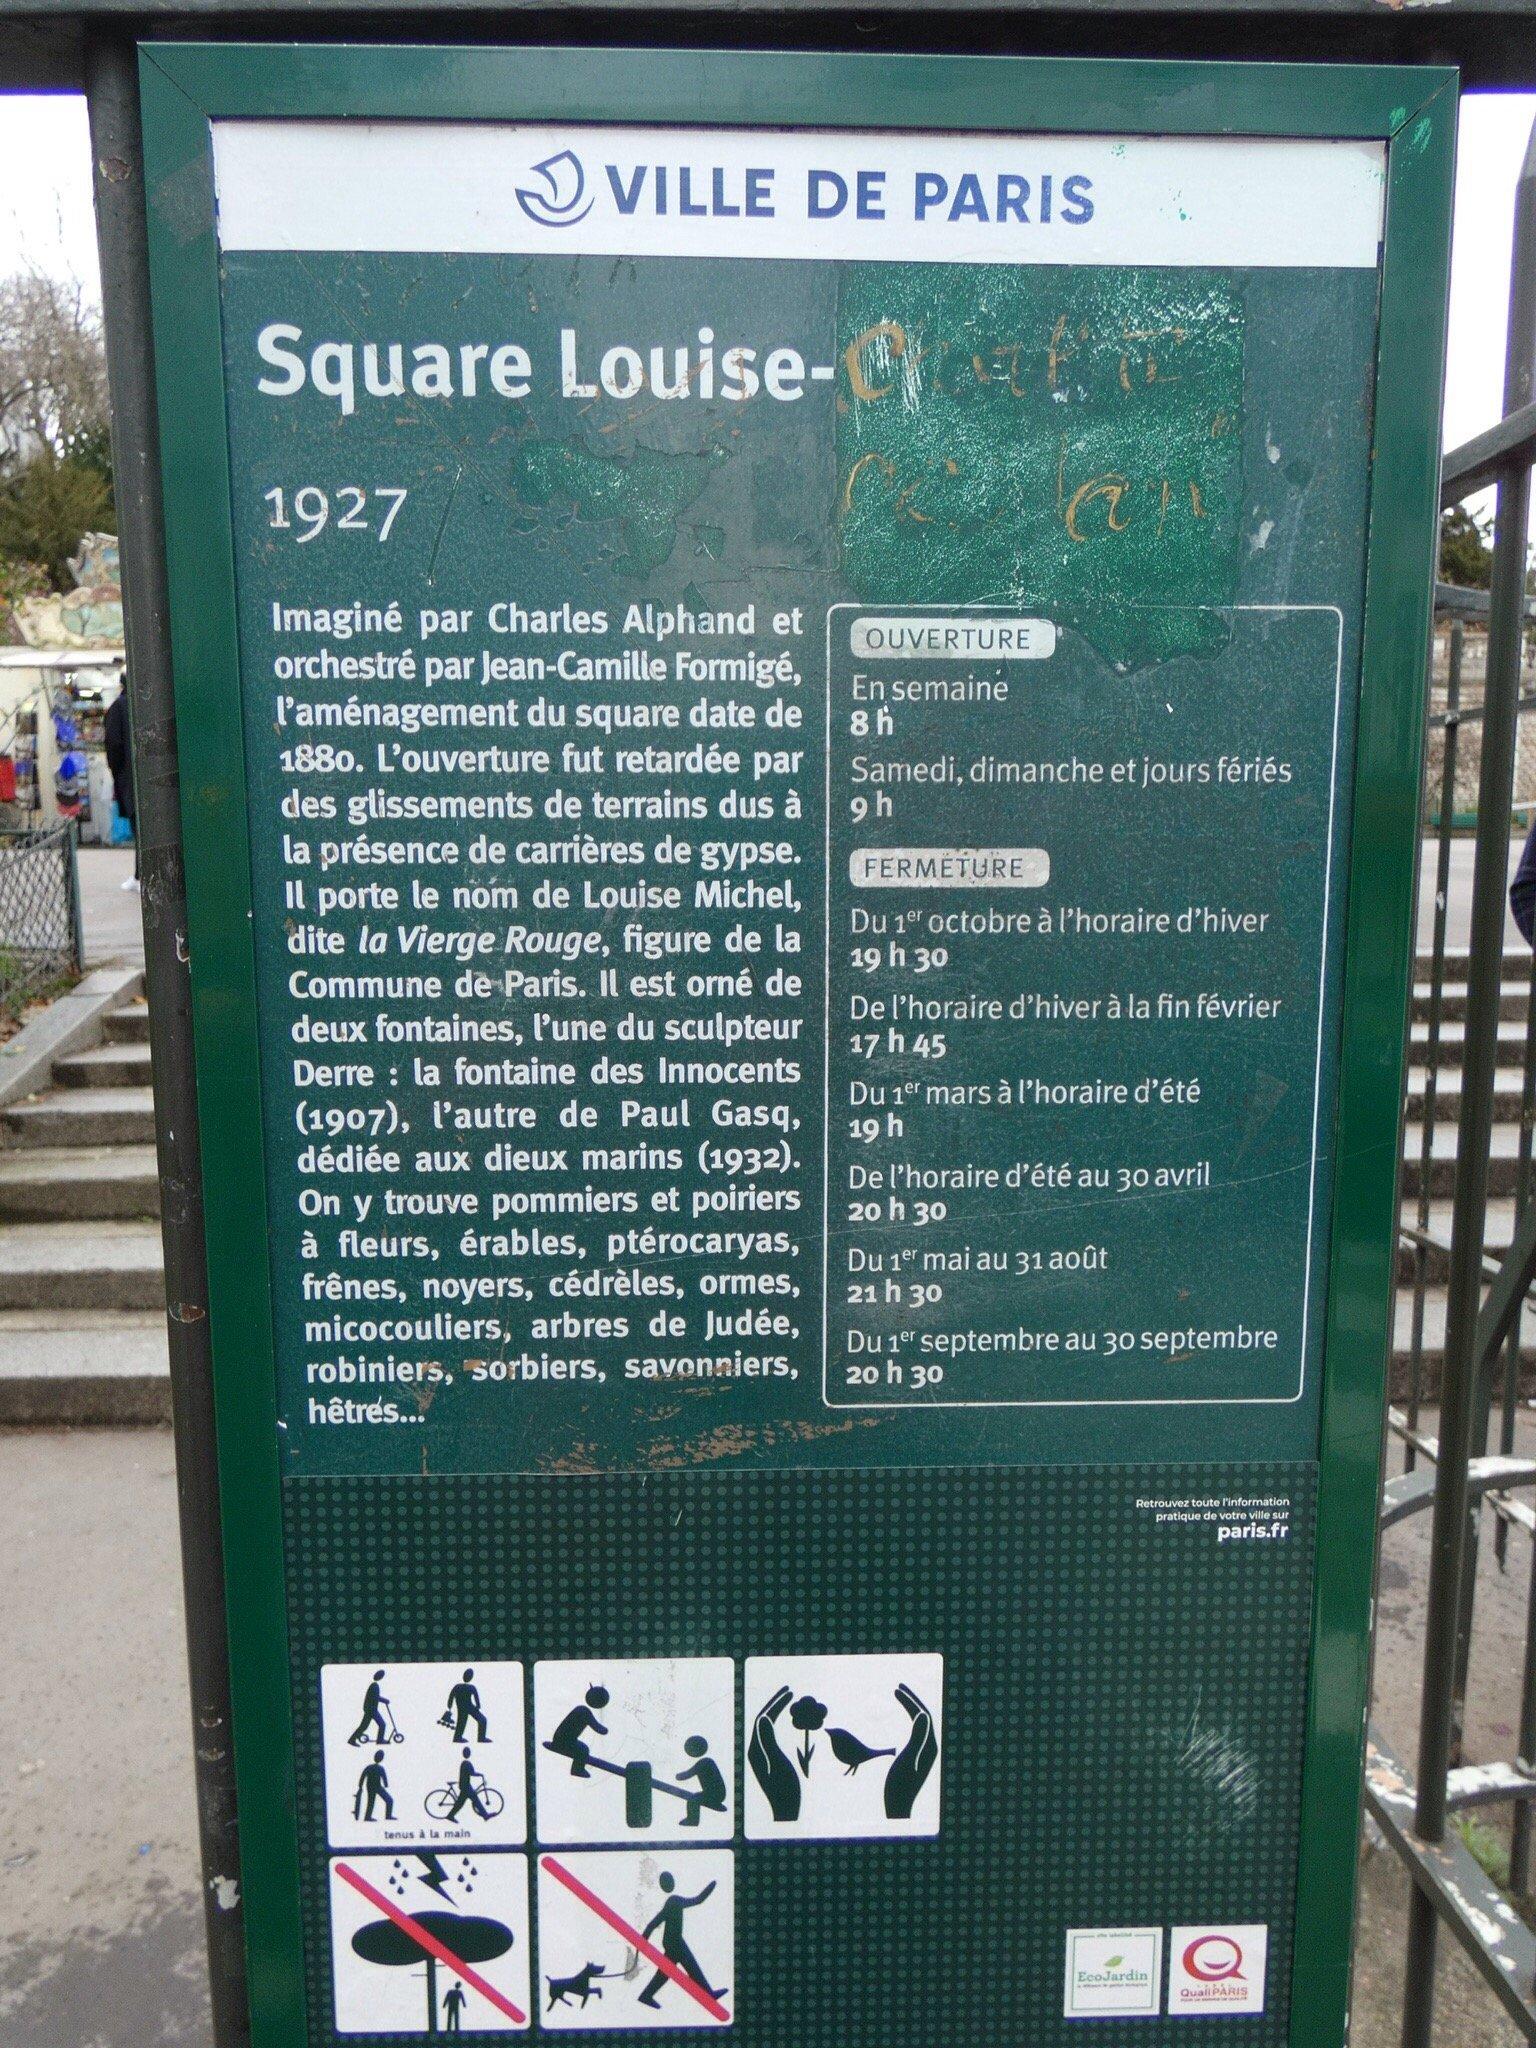 VILLE DE PARIS
Square Louise-
1927
Imaginé par Charles Alphand et
orchestré par Jean-Camille Formigé,
l'aménagement du square date de
1880. L'ouverture fut retardée par
des glissements de terrains dus à
la présence de carrières de gypse.
Il porte le nom de Louise Michel,
dite la Vierge Rouge, figure de la
Commune de Paris. Il est orné de
deux fontaines, l'une du sculpteur
Derre : la fontaine des Innocents
(1907), l'autre de Paul Gasq,
dédiée aux dieux marins (1932).
On y trouve pommiers et poiriers
à fleurs, érables, ptérocaryas,
frênes, noyers, cédrèles, ormes,
micocouliers, arbres de Judée,
robiniers, sorbiers, savonniers,
hêtres...
OUVERTURE
En semaine
8 h
Samedi, dimanche et jours fériés
9 h
FERMETURE
Du 1er octobre à l'horaire d'hiver
19 h 30
De l'horaire d'hiver à la fin février
17 h 45
Du 1er mars à l'horaire d'été
19 h
De l'horaire d'été au 30 avril
20 h 30
Du 1er mai au 31 août
21 h 30
Du 1er septembre au 30 septembre
20 h 30
Retrouvez toute l'information
pratique de votre ville sur
paris.fr
tenus à la main
site labellisé
EcoJardin
QualiPARIS